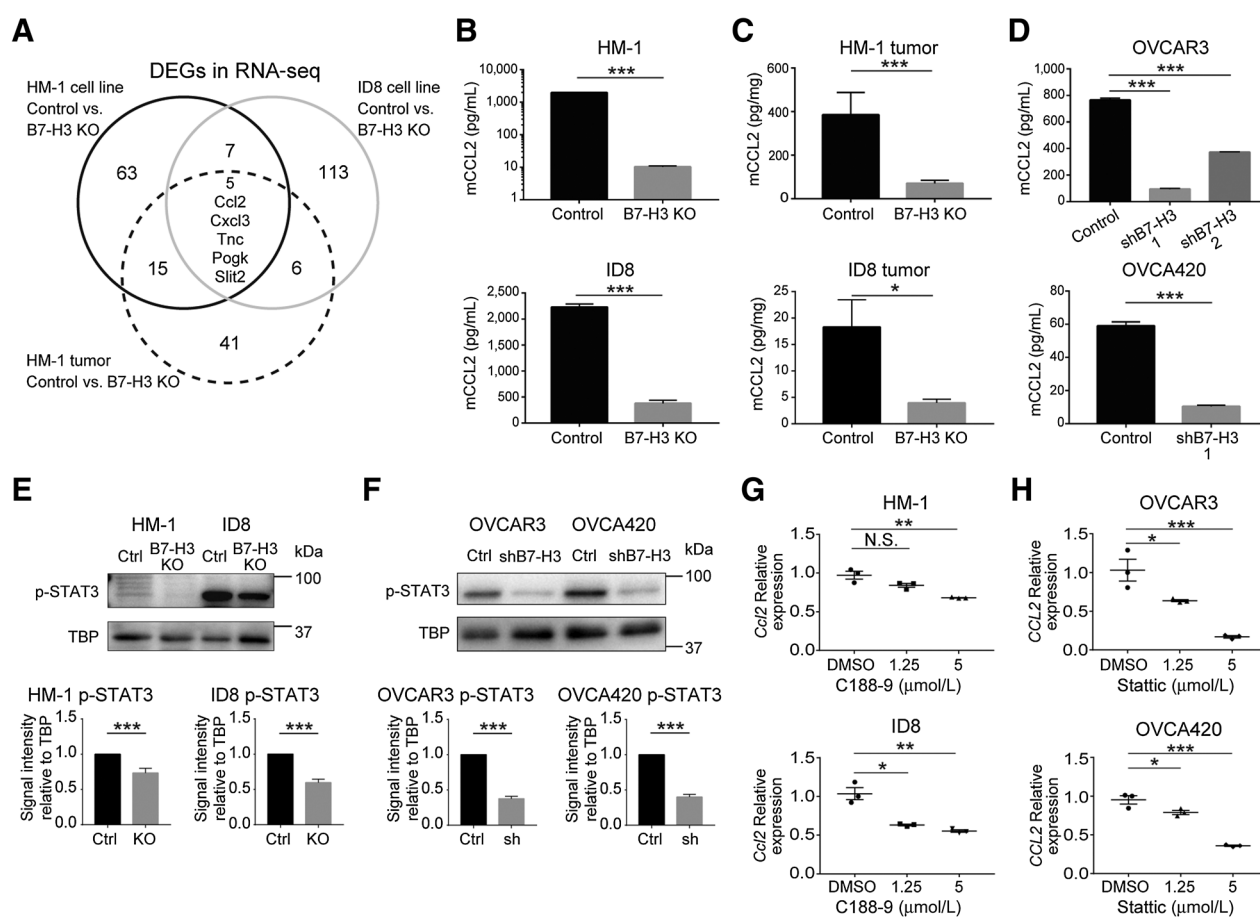 A
DEGs in RNA-seq
HM-1 cell line
Control vs.
B7-H3 KO
ID8 cell line
Control vs.
B7-H3 KO
7
63
113
5
Ccl2
Cxcl3
Tnc
Pogk
Slit2
15
6
41
HM-1 tumor
Control vs. B7-H3 KO
B
HM-1
mCCL2 (pg/mL)
10,000
1,000
100
10
1
***
Control
B7-H3 KO
ID8
mCCL2 (pg/mL)
2,500
2,000
1,500
1,000
500
0
***
Control
B7-H3 KO
C
HM-1 tumor
mCCL2 (pg/mg)
600
400
200
0
***
Control
B7-H3 KO
ID8 tumor
mCCL2 (pg/mg)
25
20
15
10
5
0
*
Control
B7-H3 KO
D
OVCAR3
mCCL2 (pg/mL)
1,000
800
600
400
200
0
***
***
Control
shB7-H3
1
shB7-H3
2
OVCA420
mCCL2 (pg/mL)
80
60
40
20
0
***
Control
shB7-H3
1
E
HM-1
ID8
Ctrl
B7-H3
KO
Ctrl
B7-H3
KO
kDa
p-STAT3
100
TBP
37
HM-1 p-STAT3
Signal intensity
relative to TBP
1.5
1.0
0.5
0.0
***
Ctrl
KO
ID8 p-STAT3
Signal intensity
relative to TBP
1.5
1.0
0.5
0.0
***
Ctrl
KO
F
OVCAR3
OVCA420
Ctrl
shB7-H3
Ctrl
shB7-H3
kDa
p-STAT3
100
TBP
37
OVCAR3 p-STAT3
Signal intensity
relative to TBP
1.5
1.0
0.5
0.0
***
Ctrl
sh
OVCA420 p-STAT3
Signal intensity
relative to TBP
1.5
1.0
0.5
0.0
***
Ctrl
sh
G
HM-1
Ccl2 Relative
expression
1.5
1.0
0.5
0.0
**
N.S.
DMSO
1.25
5
C188-9 (μmol/L)
ID8
Ccl2 Relative
expression
1.5
1.0
0.5
0.0
**
*
DMSO
1.25
5
C188-9 (μmol/L)
H
OVCAR3
CCL2 Relative
expression
1.5
1.0
0.5
0.0
***
*
DMSO
1.25
5
Stattic (μmol/L)
OVCA420
CCL2 Relative
expression
1.5
1.0
0.5
0.0
***
*
DMSO
1.25
5
Stattic (μmol/L)